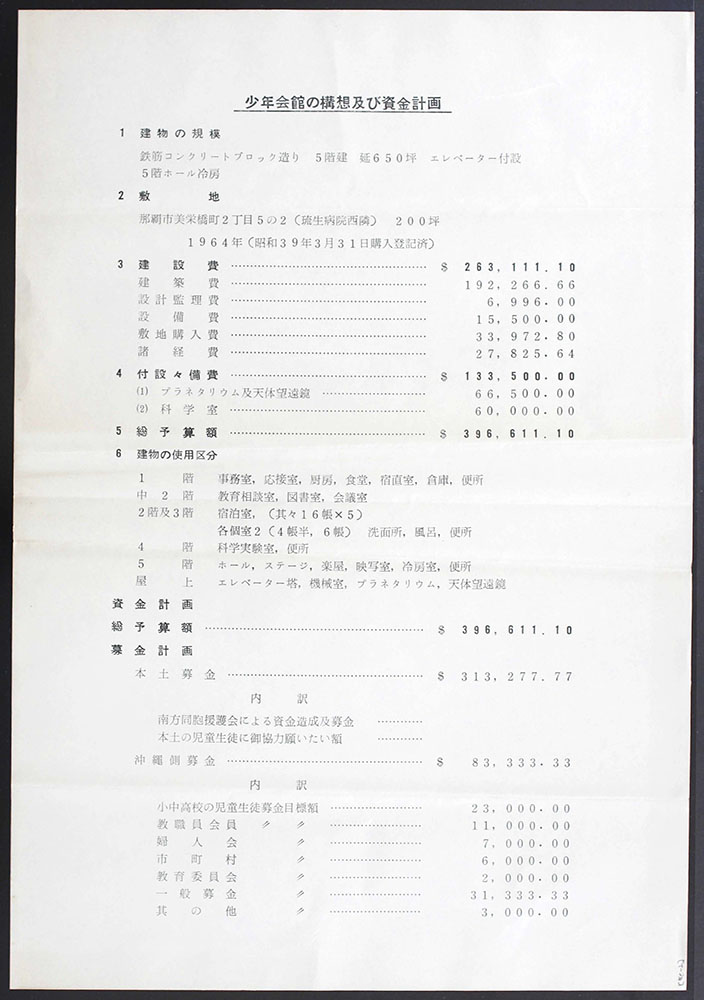 少年会館の構想及び資金計画
1 建物の規模
鉄筋コンクリートブロック造り 5階建 延650坪 エレベーター付設
5階ホール冷房
2 敷 地
那覇市美栄橋町2丁目5の2(琉生病院西隣) 200坪
1964年(昭和39年3月31日購入登記済)
3 建設費 ………… $ 263,111.10
建築費 ………… 192,266.66
設計監理費 ………… 6,996.00
設備費 ………… 15,500.00
敷地購入費 ………… 33,972.80
諸経費 ………… 27,825.64
4 付設々備費 ………… $ 133,500.00
⑴ プラネタリウム及天体望遠鏡 ………… 66,500.00
⑵ 科学室 ………… 60,000.00
5 総予算額 ………… $ 396,611.10
6 建物の使用区分
1 階 事務室,応接室,厨房,食堂,宿直室,倉庫,便所
中2階 教育相談室,図書室,会議室
2階及3階 宿泊室,(其々16帳×5)
各個室2(4帳半,6帳) 洗面所,風呂,便所
4 階 科学実験室,便所
5 階 ホール,ステージ,楽屋,映写室,冷房室,便所
屋 上 エレベーター塔,機械室,プラネタリウム,天体望遠鏡
資金計画
総予算額 ………… $ 396,611.10
募金計画
本土募金 ………… $ 313,277.77
内 訳
南方同胞援護会による資金造成及募金 …………
本土の児童生徒に御協力願いたい額 …………
沖縄側募金 ………… $ 83,333.33
内 訳
小中高校の児童生徒募金目標額 ………… 23,000.00
教職員会員 〃 〃 ………… 11,000.00
婦人会 〃 ………… 7,000.00
市町村 〃 ………… 6,000.00
教育委員会 〃 ………… 2,000.00
一般募金 〃 ………… 31,333.33
其の他 〃 ………… 3,000.00